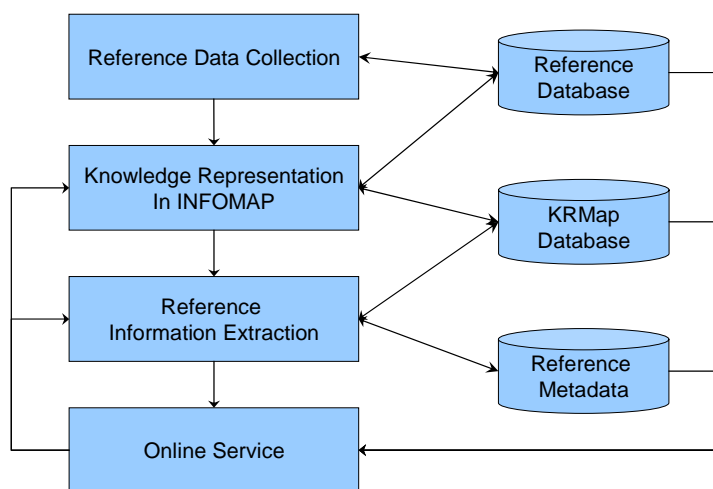 Reference Data Collection
Reference
Database
Knowledge Representation
In INFOMAP
KRMap
Database
Reference
Information Extraction
Reference
Metadata
Online Service